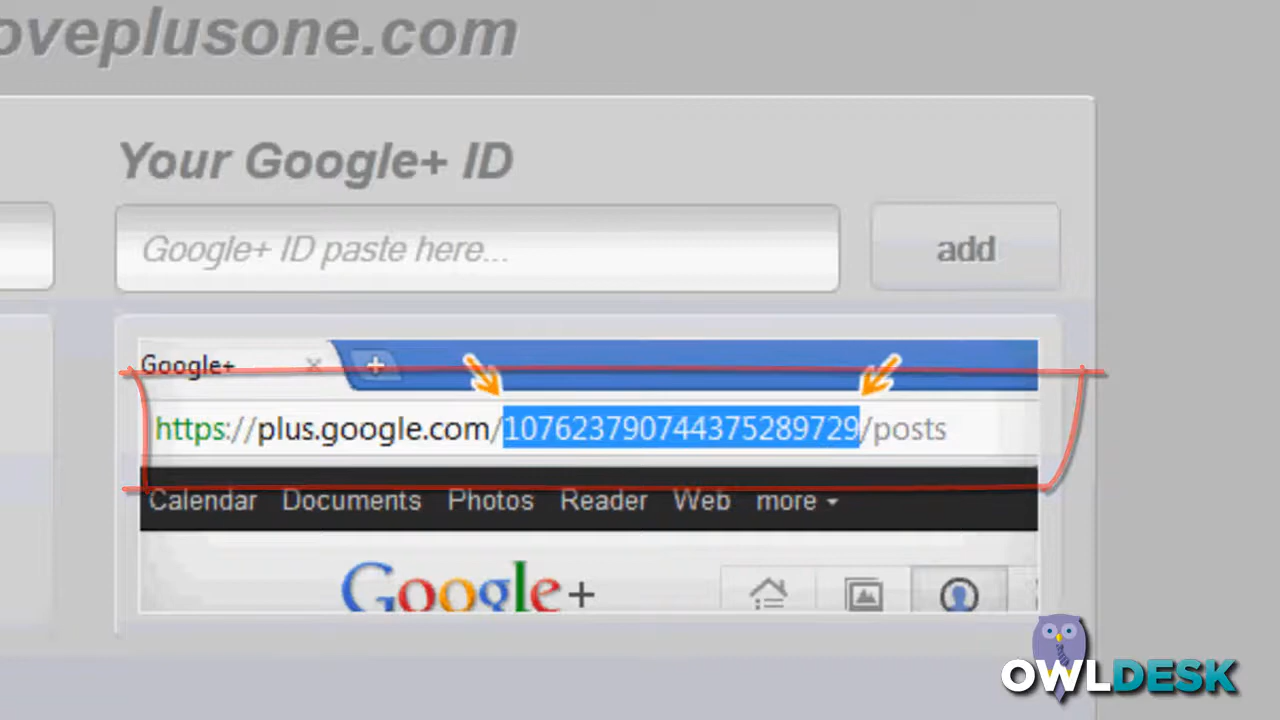 oveplusone.com
Your Google+ ID
Google+ ID paste here...
add
Google+
https://plus.google.com/107623790744375289729/posts
Calendar Documents Photos Reader Web more
Google+
OWLDESK